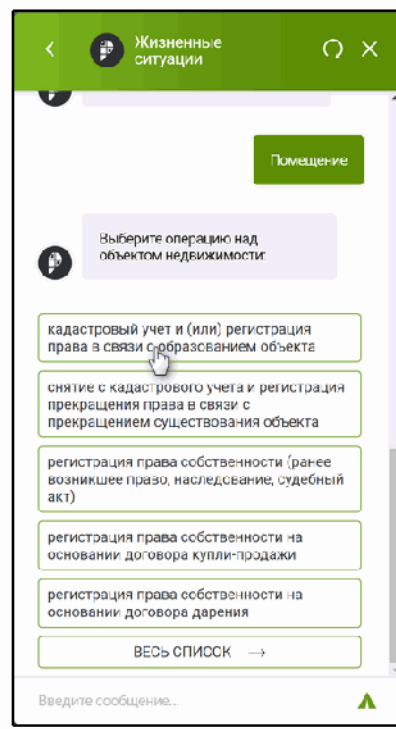 Жизненные
ситуации
Помещение
Выберите операцию над
объектом недвижимости:
кадастровый учет и (или) регистрация
права в связи с образованием объекта
снятие с кадастрового учета и регистрация
прекращения права в связи с
прекращением существования объекта
регистрация права собственности (ранее
возникшее право, наследование, судебный
акт)
регистрация права собственности на
основании договора купли-продажи
регистрация права собственности на
основании договора дарения
ВЕСЬ СПИСОК →
Введите сообщение...